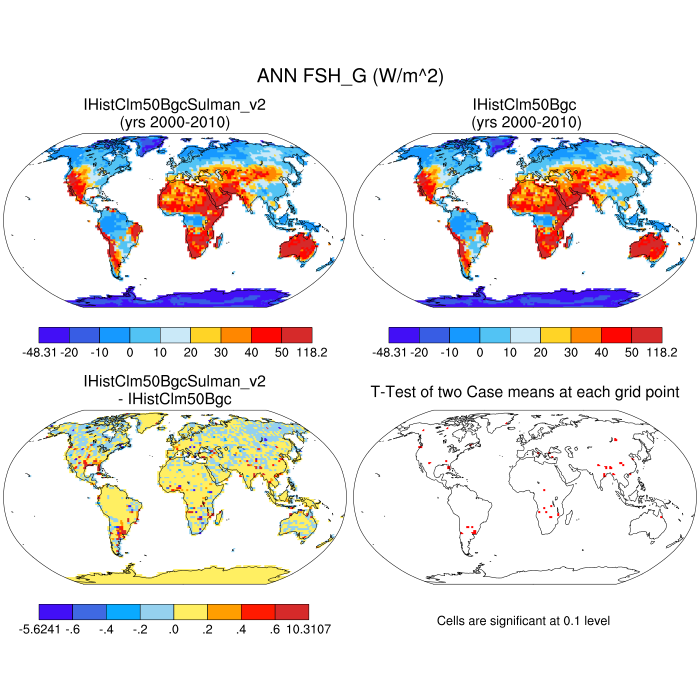 ANN FSH_G (W/m^2)
IHistClm50BgcSulman_v2
(yrs 2000-2010)
IHistClm50Bgc
(yrs 2000-2010)
-48.31 -20 -10 0 10 20 30 40 50 118.2
-48.31 -20 -10 0 10 20 30 40 50 118.2
IHistClm50BgcSulman_v2
- IHistClm50Bgc
T-Test of two Case means at each grid point
-5.6241 -.6 -.4 -.2 .0 .2 .4 .6 10.3107
Cells are significant at 0.1 level